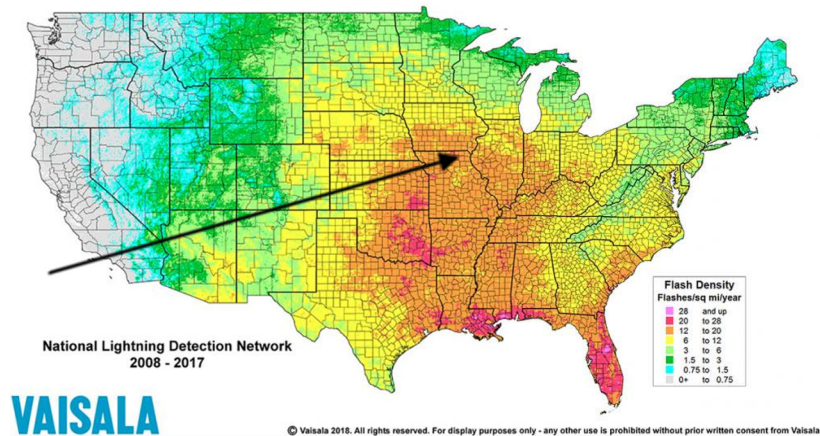 National Lightning Detection Network
2008 - 2017
Flash Density
Flashes/sq mi/year
28 and up
20 to 28
12 to 20
6 to 12
3 to 6
1.5 to 3
0.75 to 1.5
0+ to 0.75
VAISALA
© Vaisala 2018. All rights reserved. For display purposes only - any other use is prohibited without prior written consent from Vaisala